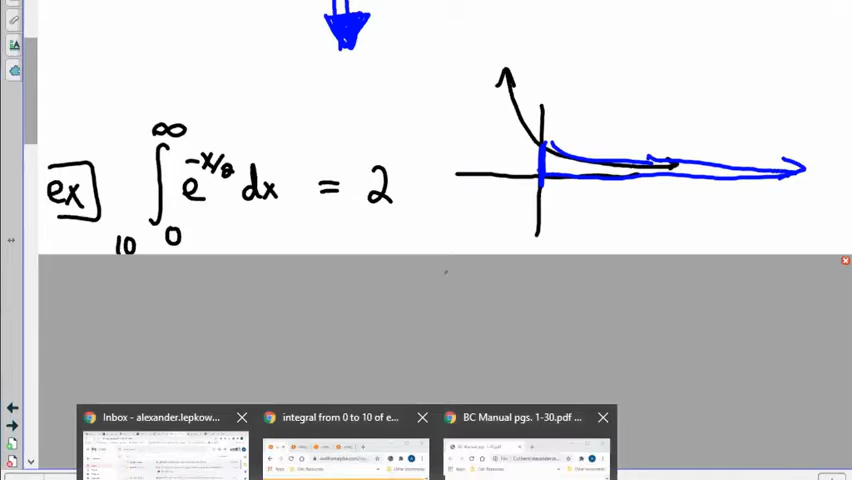 ex ∫₀^∞ e^(-x/2) dx = 2
10
Inbox - alexander.lepkow... integral from 0 to 10 of e... BC Manual pgs. 1-30.pdf ...